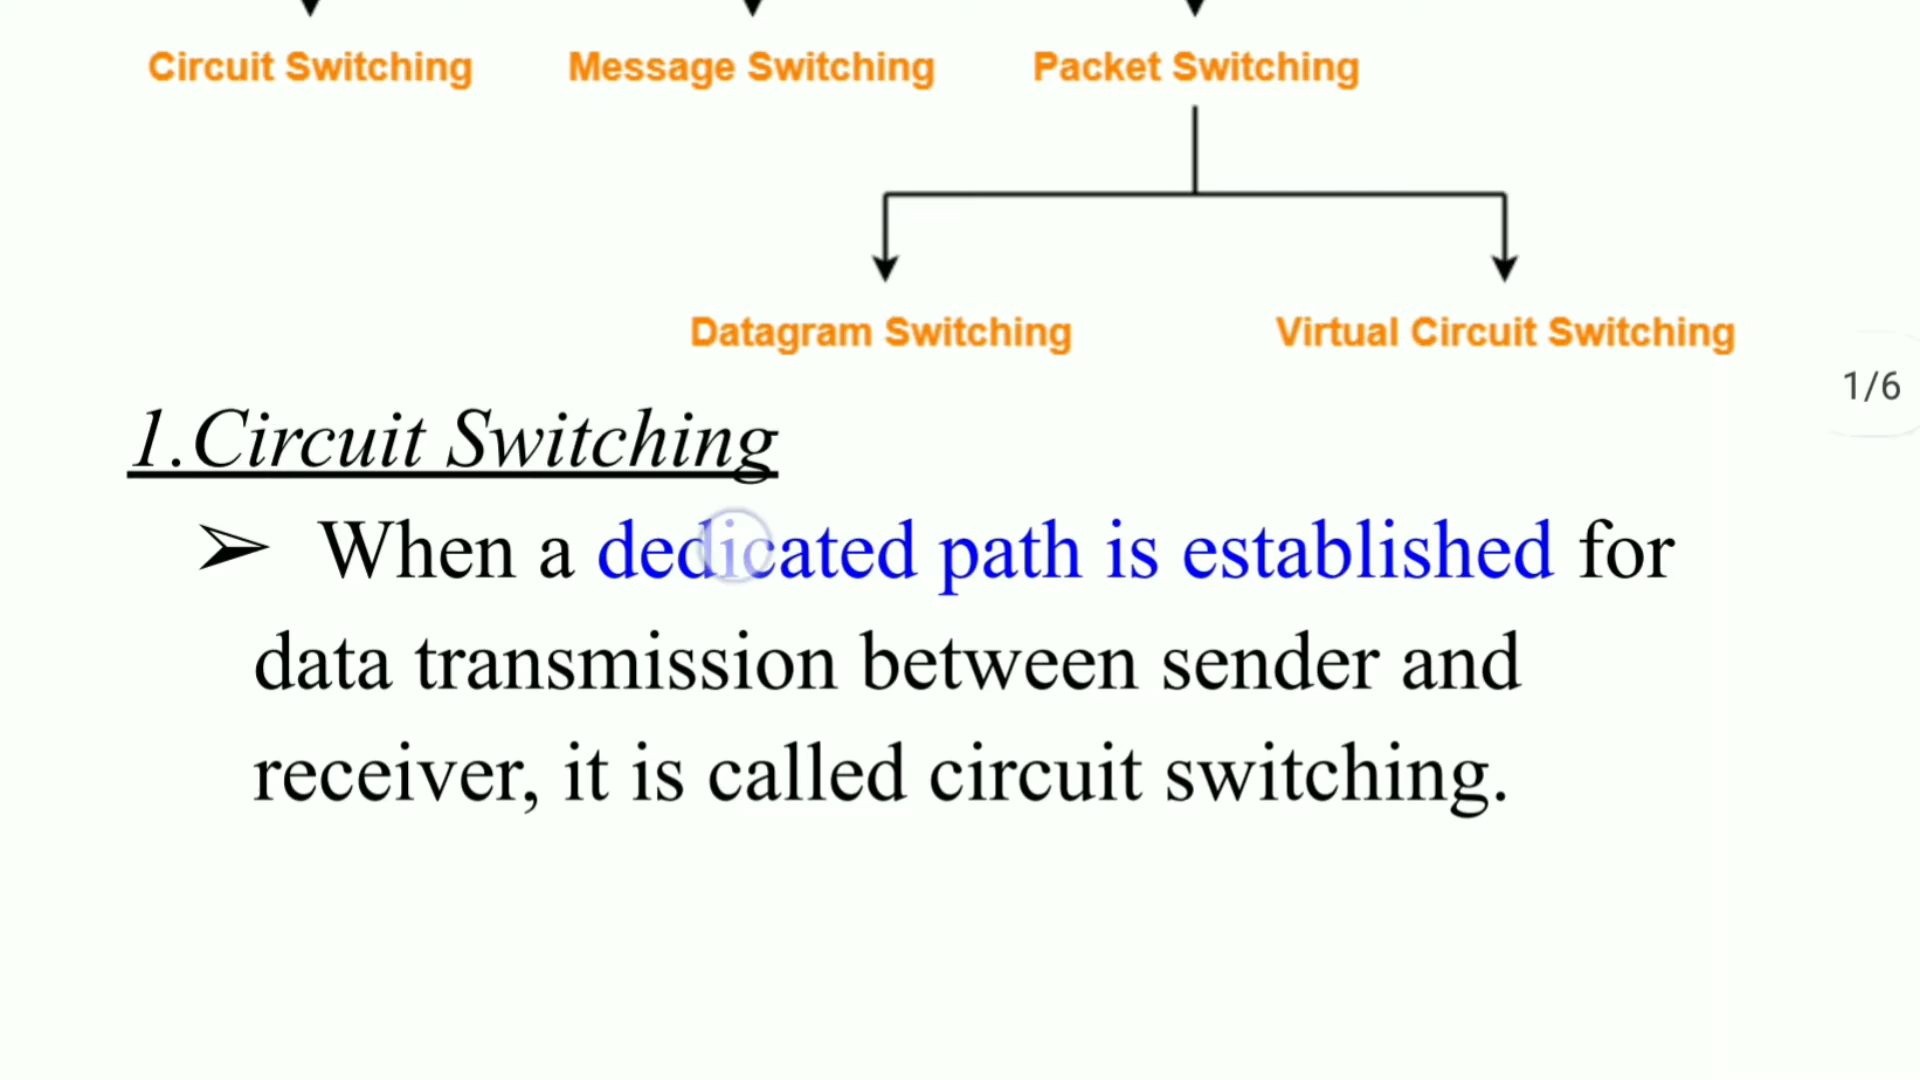 Circuit Switching Message Switching Packet Switching
Datagram Switching Virtual Circuit Switching
1/6
1.Circuit Switching
➢ When a dedicated path is established for
data transmission between sender and
receiver, it is called circuit switching.